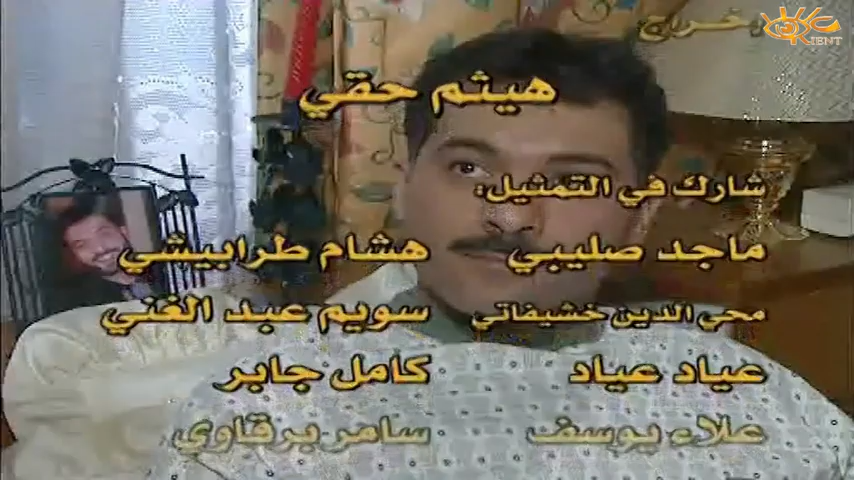 إخراج
هيثم حقي
شارك في التمثيل:
ماجد صليبي هشام طرابيشي
محي الدين خشيفاتي سويم عبد الغني
عياد عياد كامل جابر
علاء يوسف سامر برقاوي
RIENT